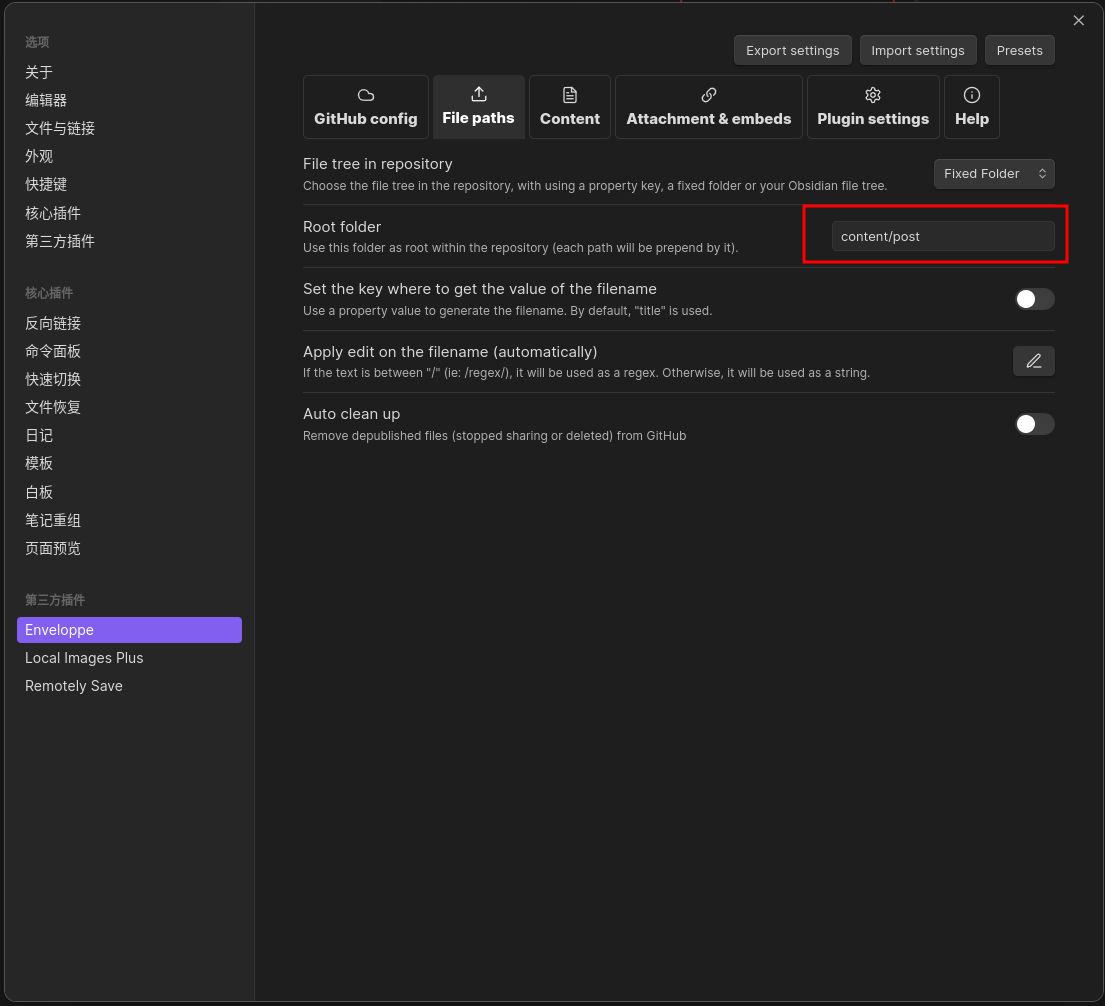 选项
关于
编辑器
文件与链接
外观
快捷键
核心插件
第三方插件
核心插件
反向链接
命令面板
快速切换
文件恢复
日记
模板
白板
笔记重组
页面预览
第三方插件
Enveloppe
Local Images Plus
Remotely Save
Export settings
Import settings
Presets
GitHub config
File paths
Content
Attachment & embeds
Plugin settings
Help
File tree in repository
Choose the file tree in the repository, with using a property key, a fixed folder or your Obsidian file tree.
Fixed Folder
Root folder
Use this folder as root within the repository (each path will be prepend by it).
content/post
Set the key where to get the value of the filename
Use a property value to generate the filename. By default, "title" is used.
Apply edit on the filename (automatically)
If the text is between "/" (ie: /regex/), it will be used as a regex. Otherwise, it will be used as a string.
Auto clean up
Remove depublished files (stopped sharing or deleted) from GitHub